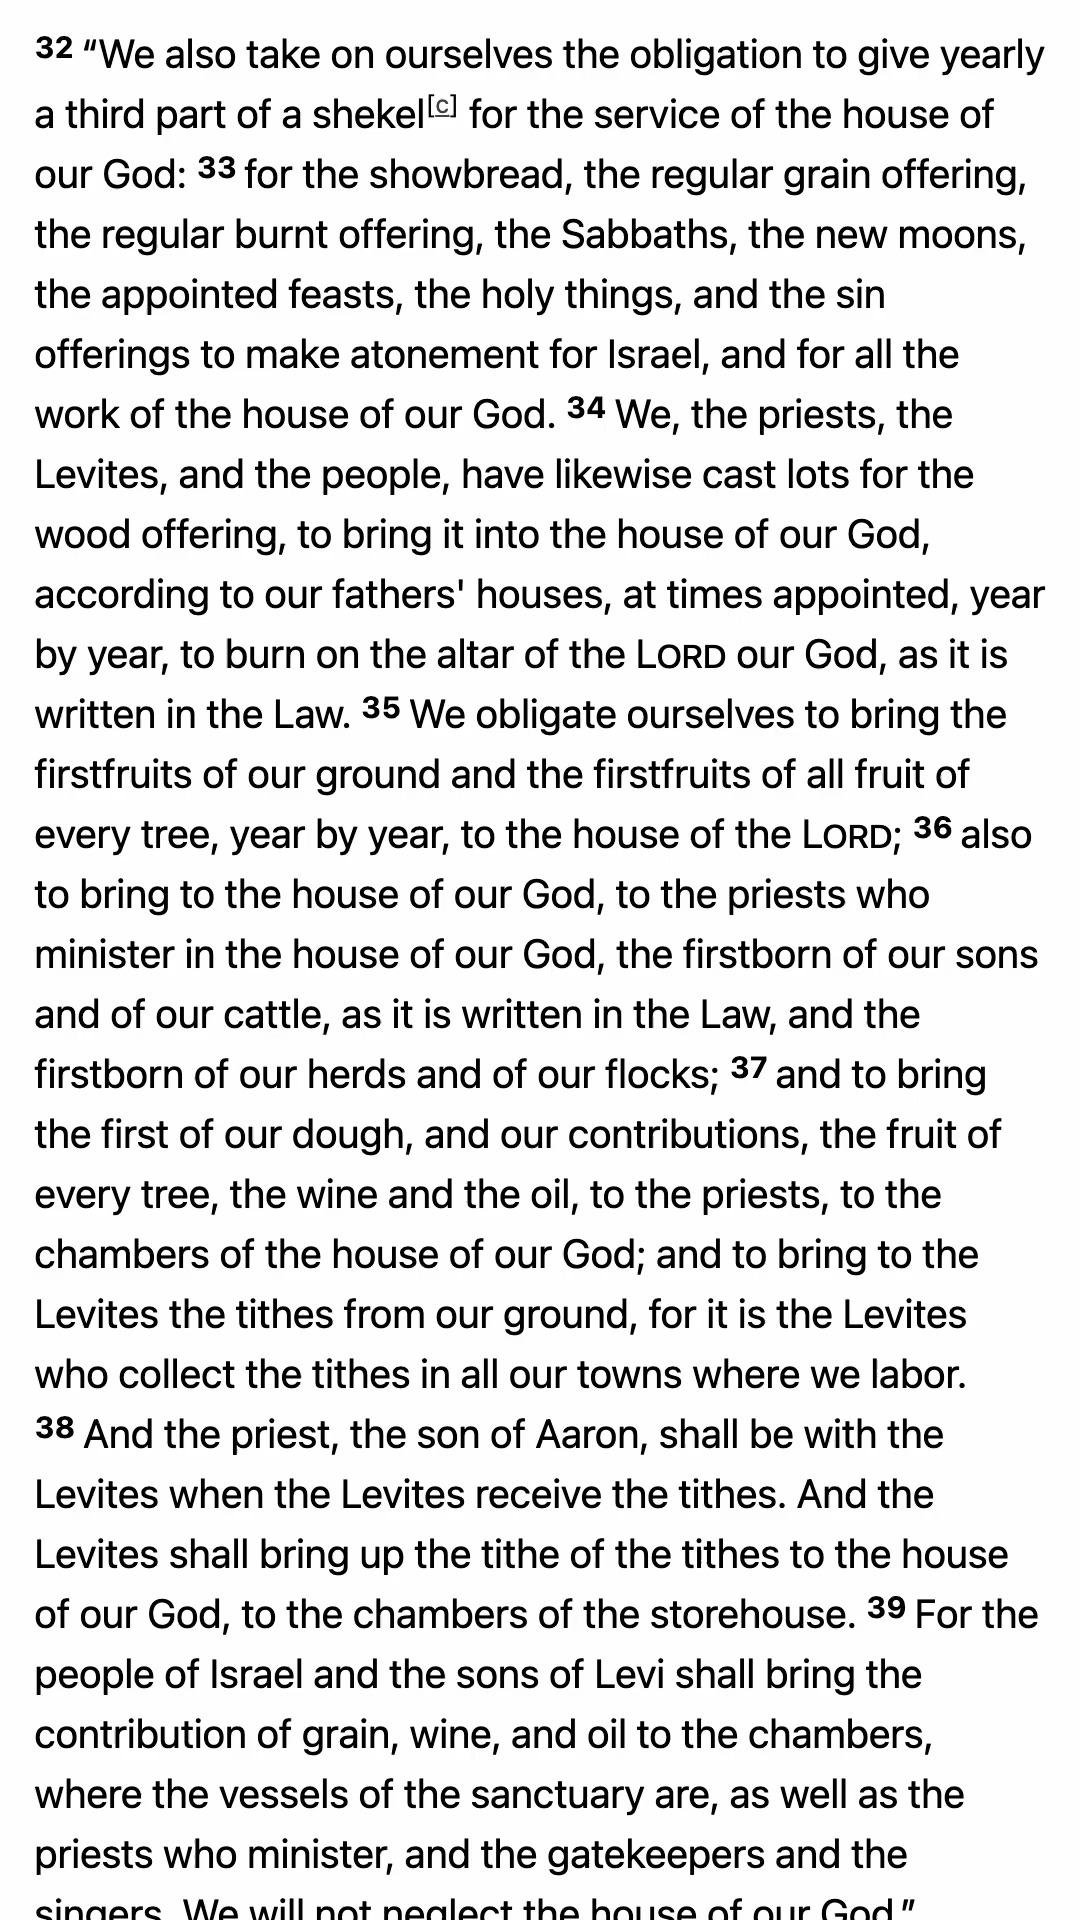 32 “We also take on ourselves the obligation to give yearly
a third part of a shekel[c] for the service of the house of
our God: 33 for the showbread, the regular grain offering,
the regular burnt offering, the Sabbaths, the new moons,
the appointed feasts, the holy things, and the sin
offerings to make atonement for Israel, and for all the
work of the house of our God. 34 We, the priests, the
Levites, and the people, have likewise cast lots for the
wood offering, to bring it into the house of our God,
according to our fathers' houses, at times appointed, year
by year, to burn on the altar of the LORD our God, as it is
written in the Law. 35 We obligate ourselves to bring the
firstfruits of our ground and the firstfruits of all fruit of
every tree, year by year, to the house of the LORD; 36 also
to bring to the house of our God, to the priests who
minister in the house of our God, the firstborn of our sons
and of our cattle, as it is written in the Law, and the
firstborn of our herds and of our flocks; 37 and to bring
the first of our dough, and our contributions, the fruit of
every tree, the wine and the oil, to the priests, to the
chambers of the house of our God; and to bring to the
Levites the tithes from our ground, for it is the Levites
who collect the tithes in all our towns where we labor.
38 And the priest, the son of Aaron, shall be with the
Levites when the Levites receive the tithes. And the
Levites shall bring up the tithe of the tithes to the house
of our God, to the chambers of the storehouse. 39 For the
people of Israel and the sons of Levi shall bring the
contribution of grain, wine, and oil to the chambers,
where the vessels of the sanctuary are, as well as the
priests who minister, and the gatekeepers and the
singers. We will not neglect the house of our God.”